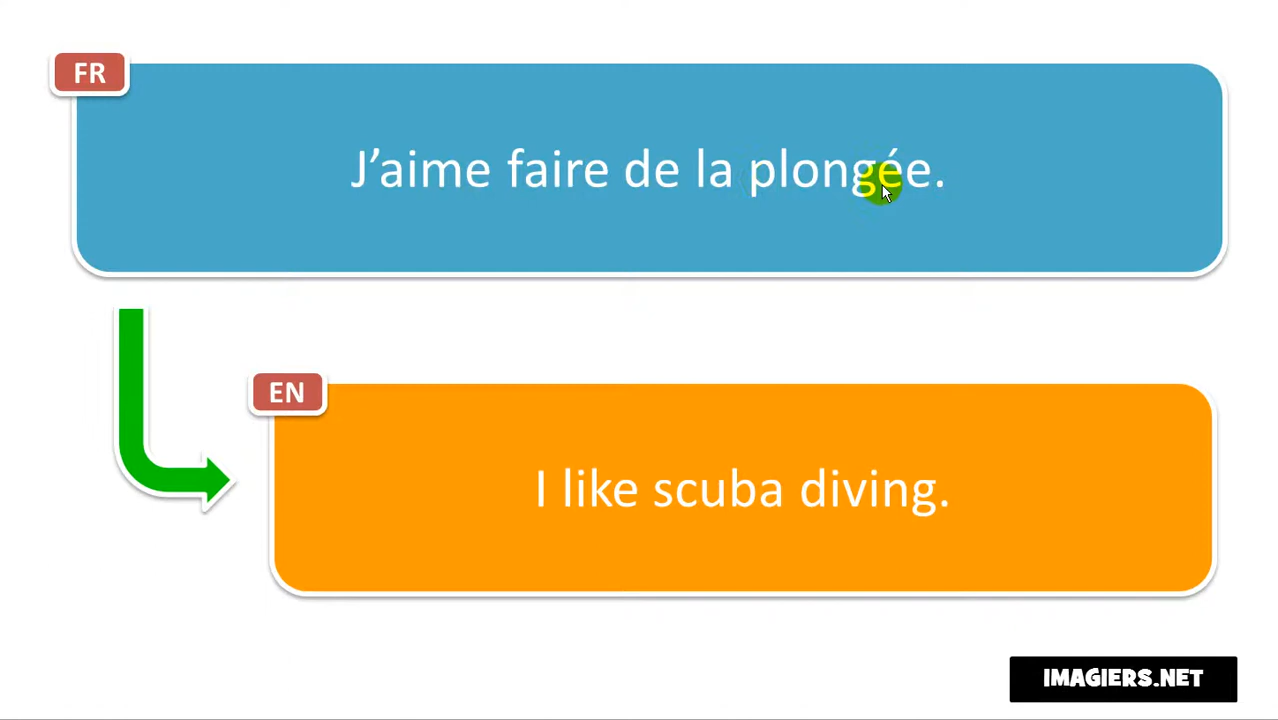 FR
J’aime faire de la plongée.
EN
I like scuba diving.
IMAGIERS.NET